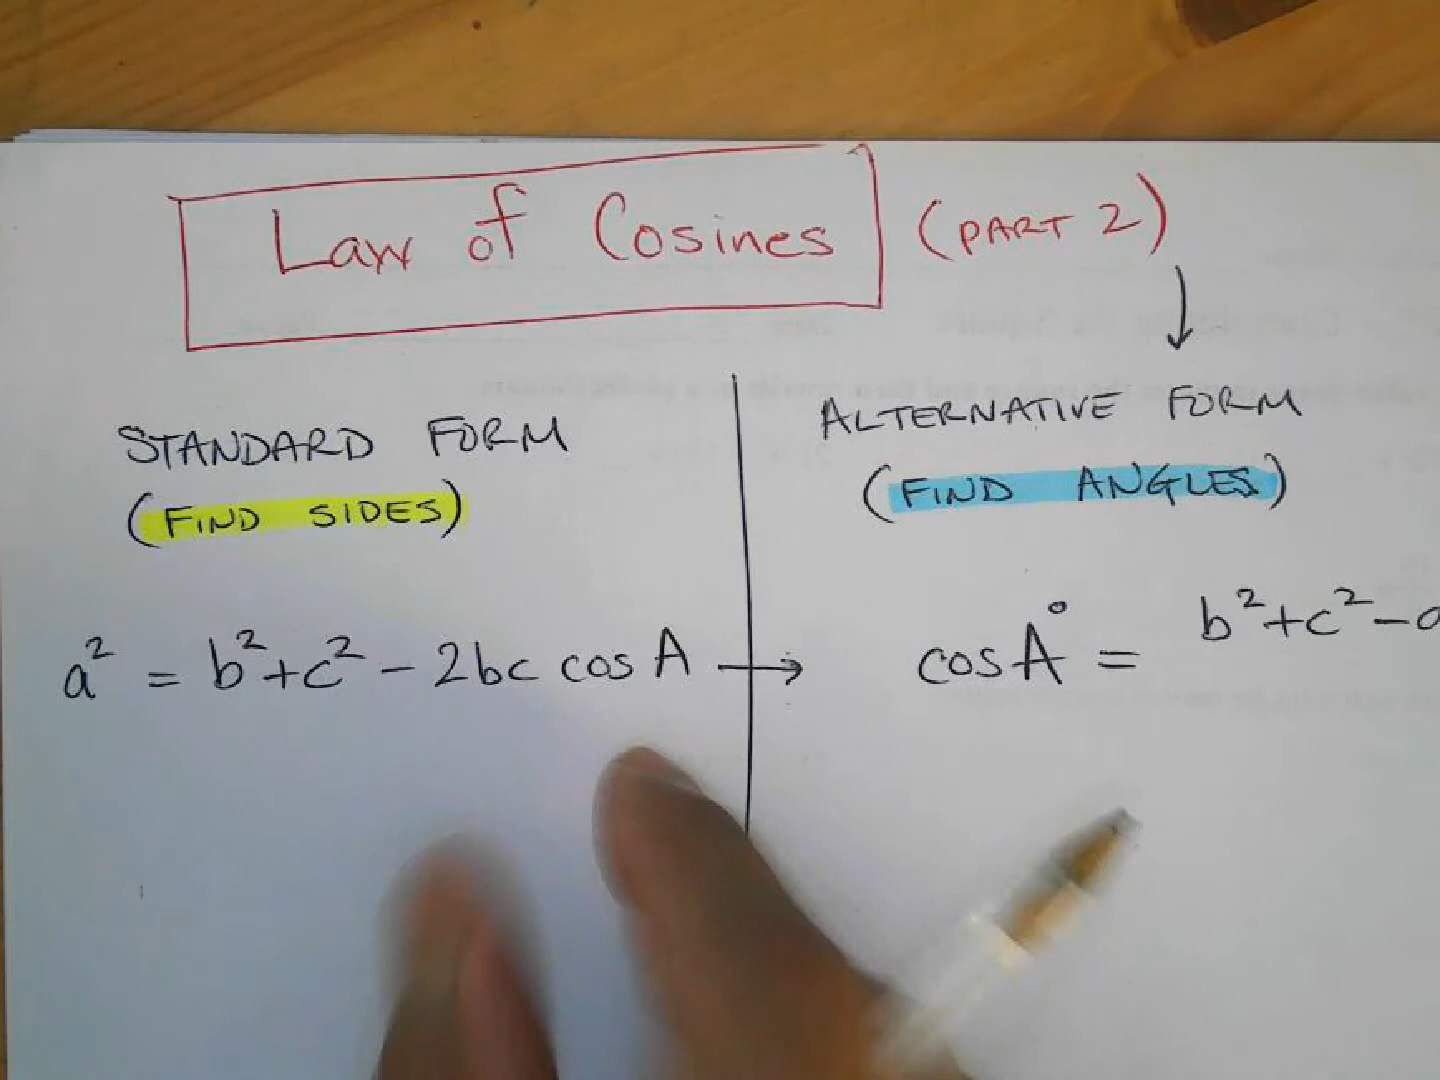 Law of Cosines (PART 2)
STANDARD FORM
(FIND SIDES)
a² = b²+c² - 2bc cos A →
ALTERNATIVE FORM
(FIND ANGLES)
cos A° = b²+c² -